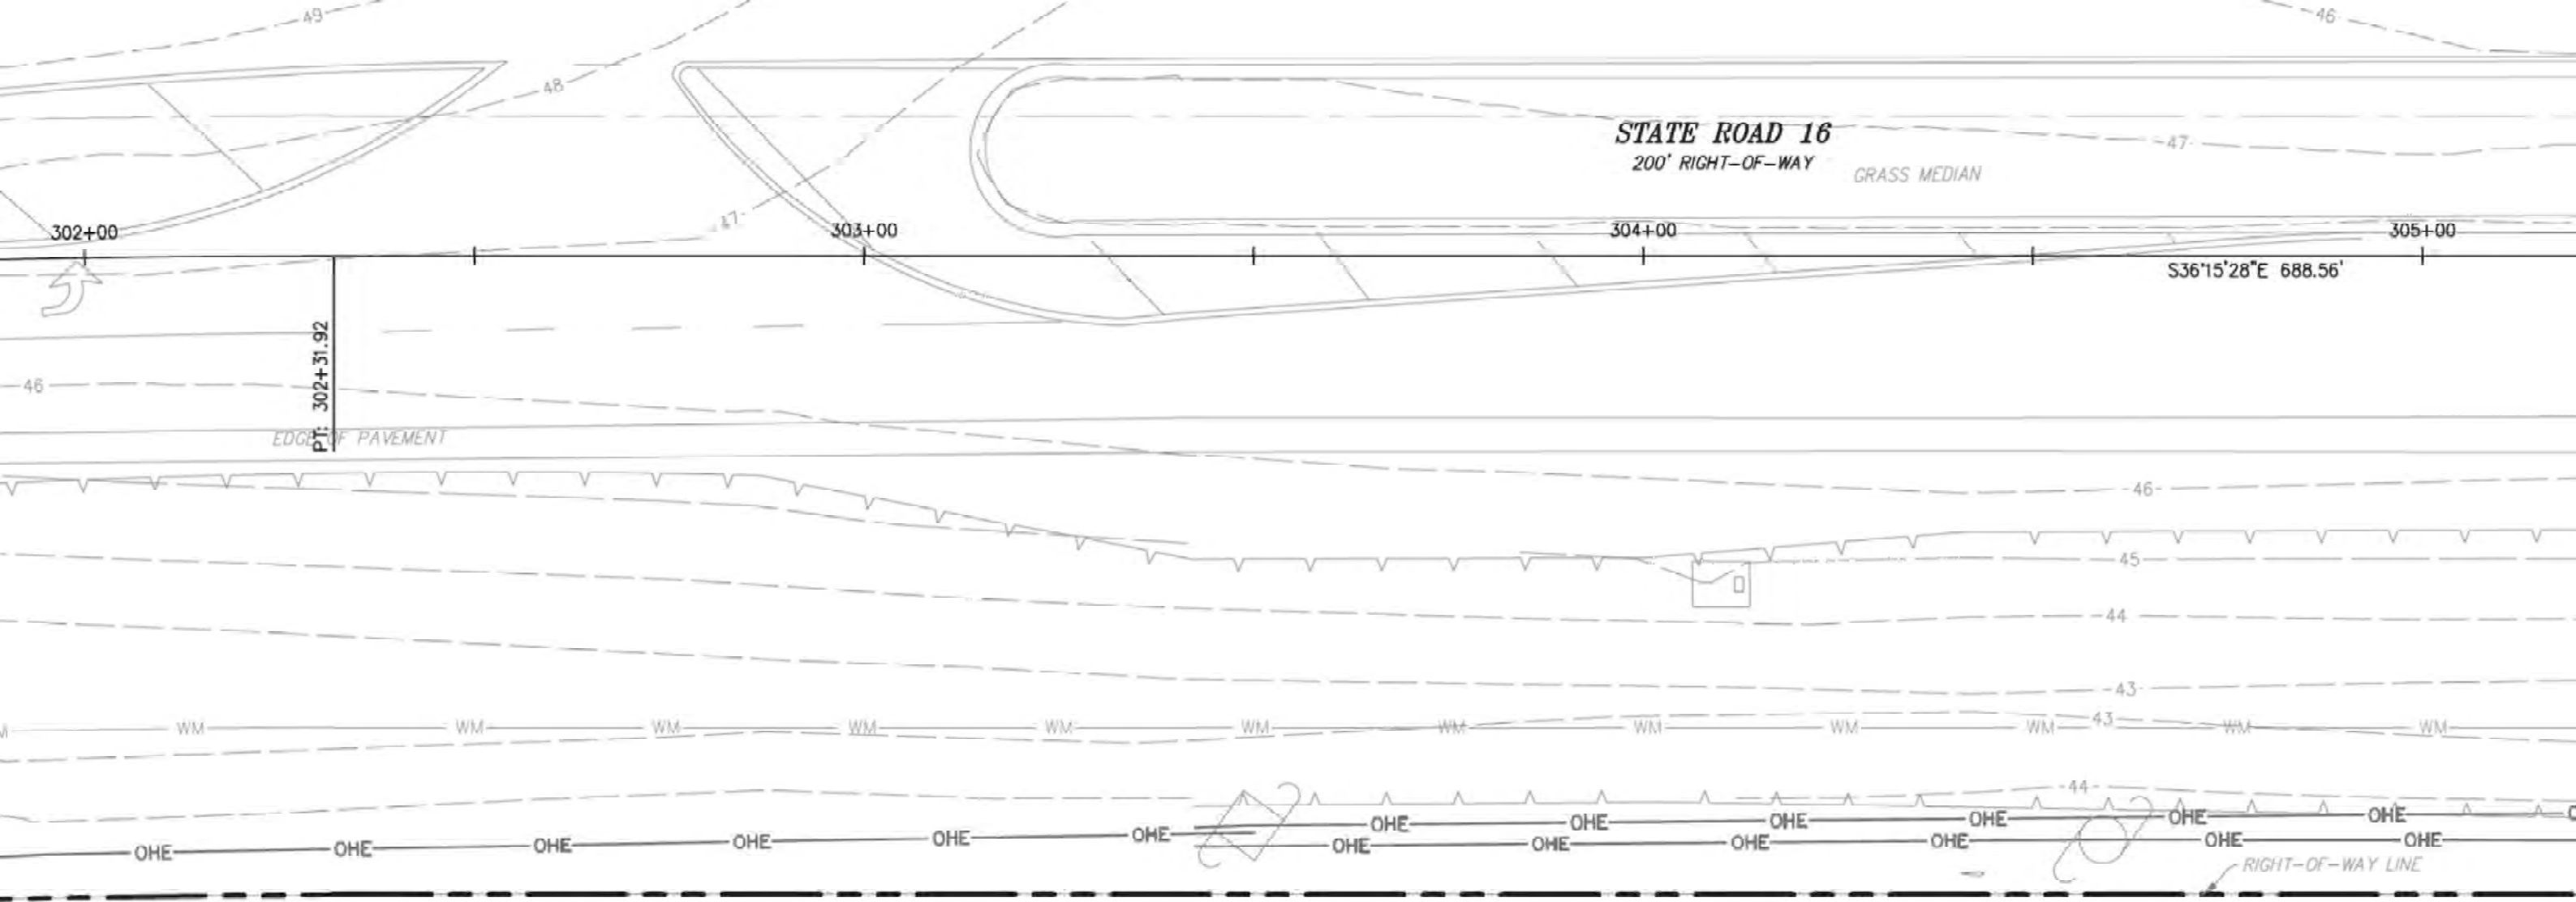 49
46
48
STATE ROAD 16
47
200' RIGHT-OF-WAY
GRASS MEDIAN
47
302+00
303+00
304+00
305+00
S36°15'28"E 688.56'
PT: 302+31.92
46
EDGE OF PAVEMENT
46
45
44
43
43
WM WM WM WM WM WM WM WM WM WM WM WM
44
OHE OHE OHE OHE OHE OHE
OHE OHE OHE OHE OHE OHE
OHE OHE OHE OHE OHE OHE
RIGHT-OF-WAY LINE